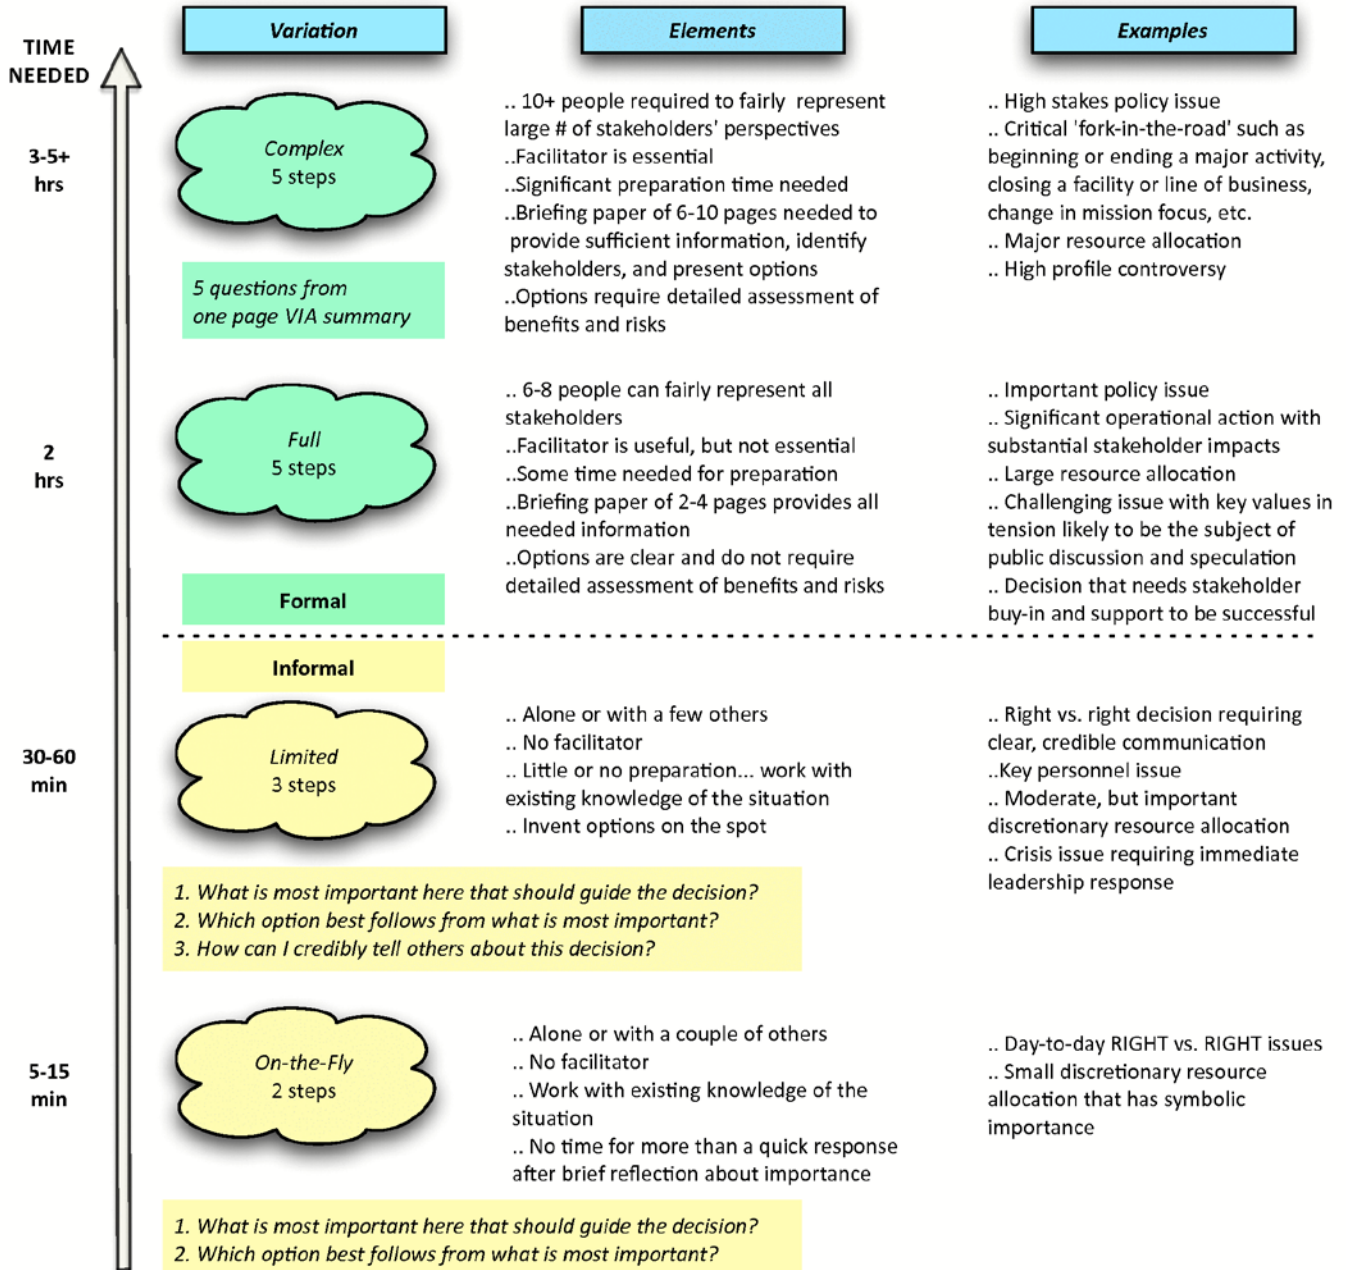 TIME
NEEDED
Variation
Elements
Examples
3-5+
hrs
Complex
5 steps
5 questions from
one page VIA summary
.. 10+ people required to fairly represent
large # of stakeholders' perspectives
..Facilitator is essential
..Significant preparation time needed
..Briefing paper of 6-10 pages needed to
provide sufficient information, identify
stakeholders, and present options
..Options require detailed assessment of
benefits and risks
.. High stakes policy issue
.. Critical 'fork-in-the-road' such as
beginning or ending a major activity,
closing a facility or line of business,
change in mission focus, etc.
.. Major resource allocation
.. High profile controversy
2
hrs
Full
5 steps
.. 6-8 people can fairly represent all
stakeholders
..Facilitator is useful, but not essential
..Some time needed for preparation
..Briefing paper of 2-4 pages provides all
needed information
..Options are clear and do not require
detailed assessment of benefits and risks
.. Important policy issue
.. Significant operational action with
substantial stakeholder impacts
.. Large resource allocation
.. Challenging issue with key values in
tension likely to be the subject of
public discussion and speculation
.. Decision that needs stakeholder
buy-in and support to be successful
Formal
Informal
30-60
min
Limited
3 steps
.. Alone or with a few others
.. No facilitator
.. Little or no preparation... work with
existing knowledge of the situation
.. Invent options on the spot
.. Right vs. right decision requiring
clear, credible communication
..Key personnel issue
.. Moderate, but important
discretionary resource allocation
.. Crisis issue requiring immediate
leadership response
1. What is most important here that should guide the decision?
2. Which option best follows from what is most important?
3. How can I credibly tell others about this decision?
5-15
min
On-the-Fly
2 steps
.. Alone or with a couple of others
.. No facilitator
.. Work with existing knowledge of the
situation
.. No time for more than a quick response
after brief reflection about importance
.. Day-to-day RIGHT vs. RIGHT issues
.. Small discretionary resource
allocation that has symbolic
importance
1. What is most important here that should guide the decision?
2. Which option best follows from what is most important?